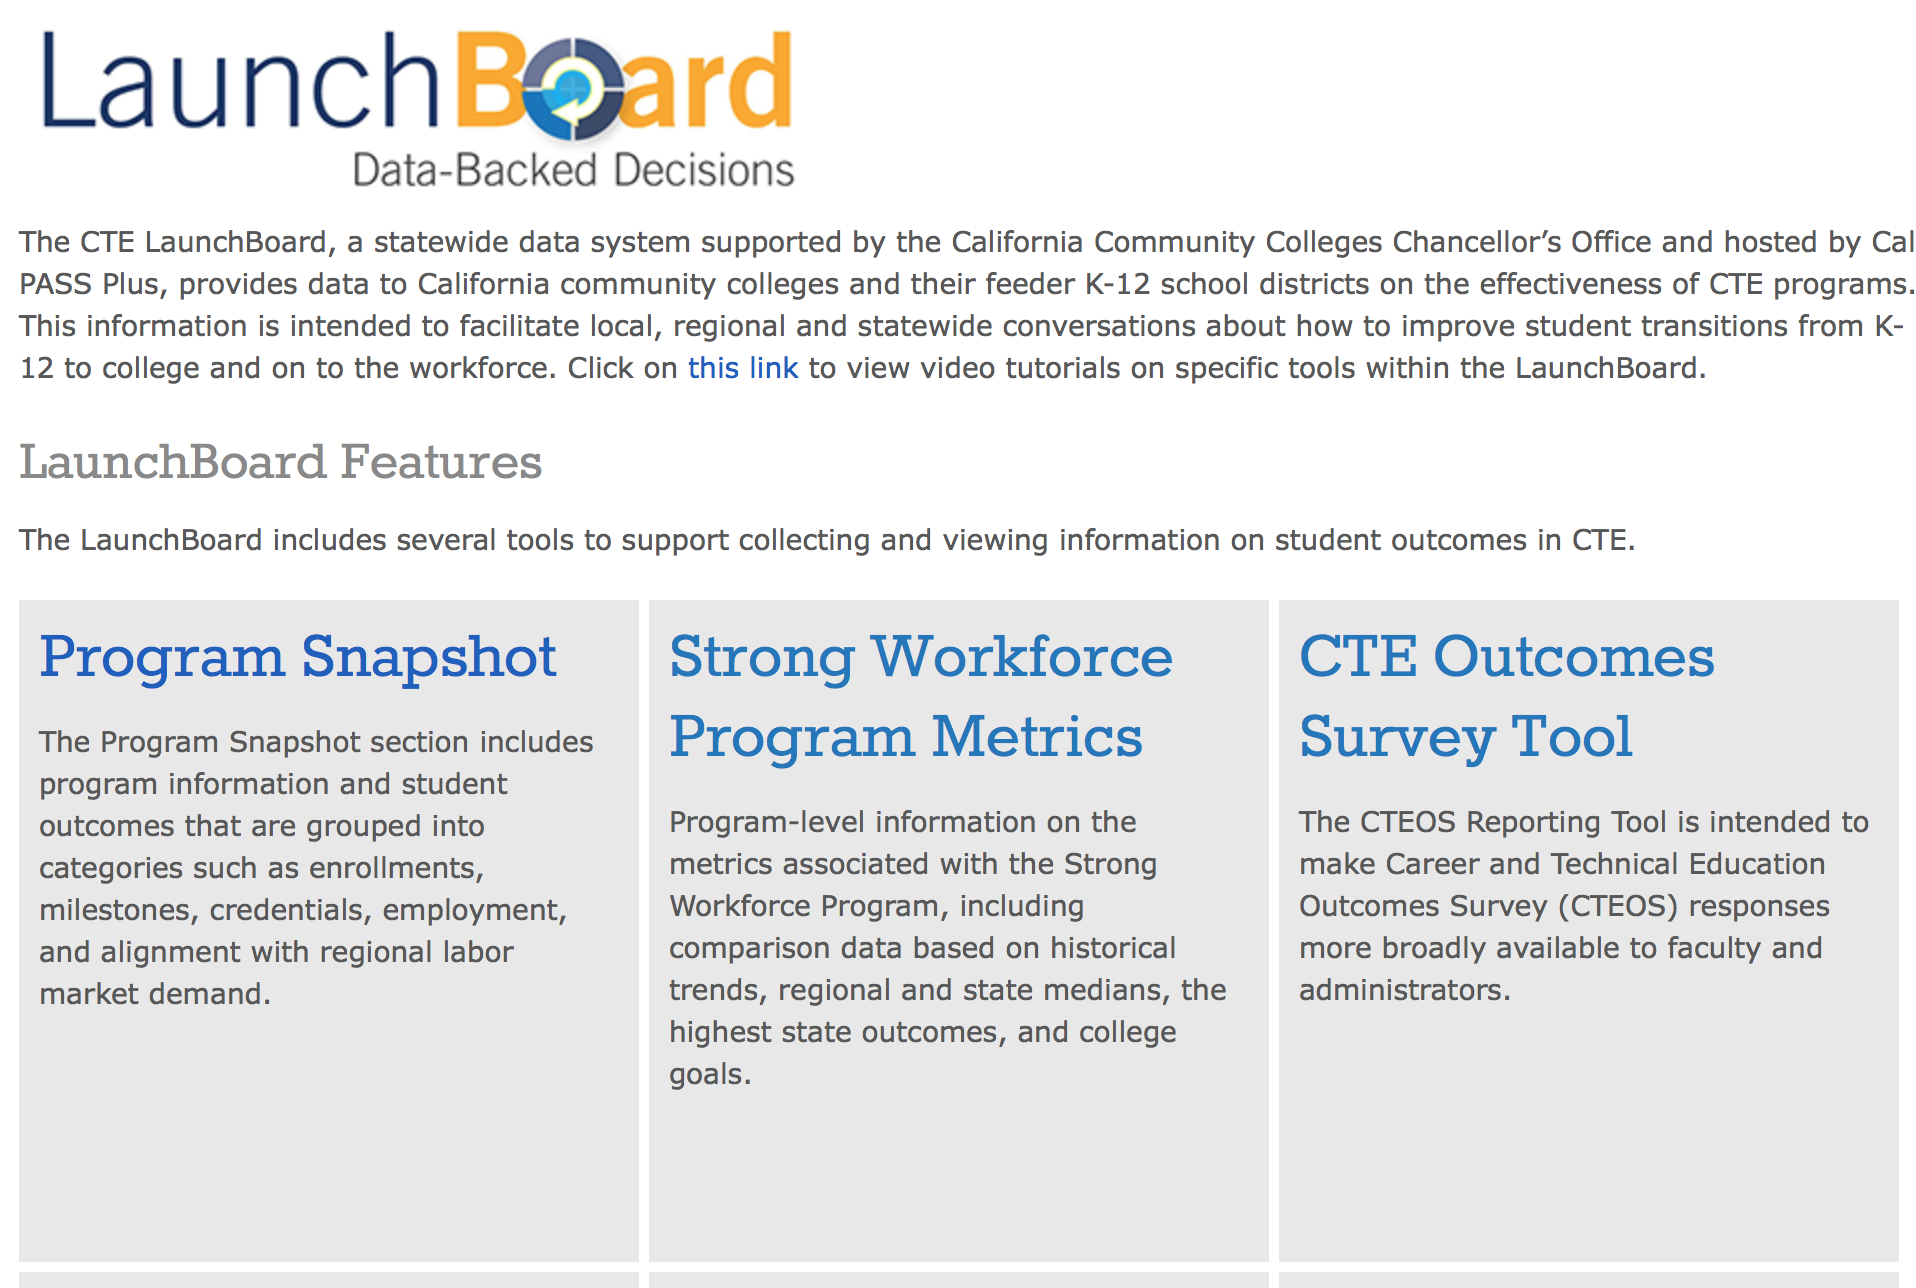 LaunchBoard
Data-Backed Decisions
The CTE LaunchBoard, a statewide data system supported by the California Community Colleges Chancellor’s Office and hosted by Cal
PASS Plus, provides data to California community colleges and their feeder K-12 school districts on the effectiveness of CTE programs.
This information is intended to facilitate local, regional and statewide conversations about how to improve student transitions from K-
12 to college and on to the workforce. Click on this link to view video tutorials on specific tools within the LaunchBoard.
LaunchBoard Features
The LaunchBoard includes several tools to support collecting and viewing information on student outcomes in CTE.
Program Snapshot
The Program Snapshot section includes
program information and student
outcomes that are grouped into
categories such as enrollments,
milestones, credentials, employment,
and alignment with regional labor
market demand.
Strong Workforce
Program Metrics
Program-level information on the
metrics associated with the Strong
Workforce Program, including
comparison data based on historical
trends, regional and state medians, the
highest state outcomes, and college
goals.
CTE Outcomes
Survey Tool
The CTEOS Reporting Tool is intended to
make Career and Technical Education
Outcomes Survey (CTEOS) responses
more broadly available to faculty and
administrators.